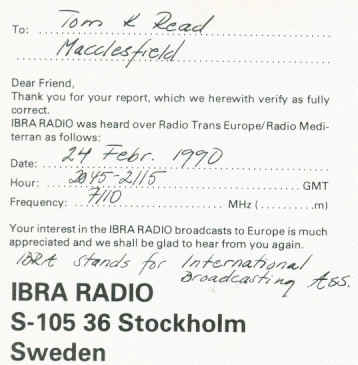 To: Tom K Read
Macclesfield
Dear Friend,
Thank you for your report, which we herewith verify as fully
correct.
IBRA RADIO was heard over Radio Trans Europe/Radio Medi-
terran as follows:
Date: 24 Febr. 1990
Hour: 2045-2115 GMT
Frequency: 7110 MHz (..........m)
Your interest in the IBRA RADIO broadcasts to Europe is much
appreciated and we shall be glad to hear from you again.
IBRA stands for International
Broadcasting Ass.
IBRA RADIO
S-105 36 Stockholm
Sweden